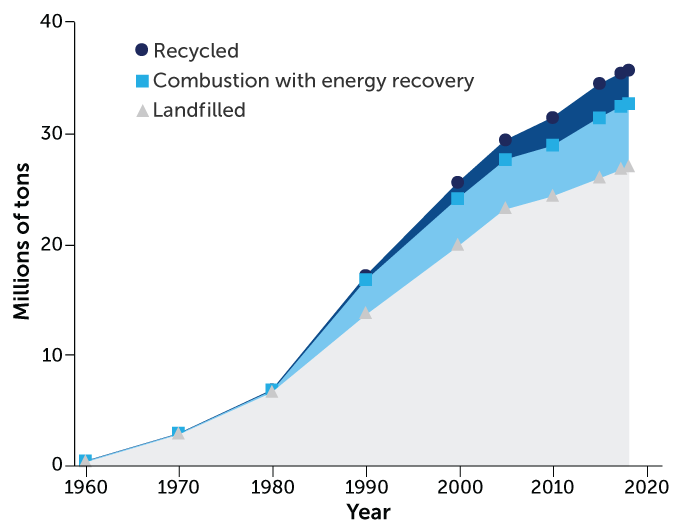 40
Recycled
Combustion with energy recovery
Landfilled
30
20
10
0
Millions of tons
1960 1970 1980 1990 2000 2010 2020
Year